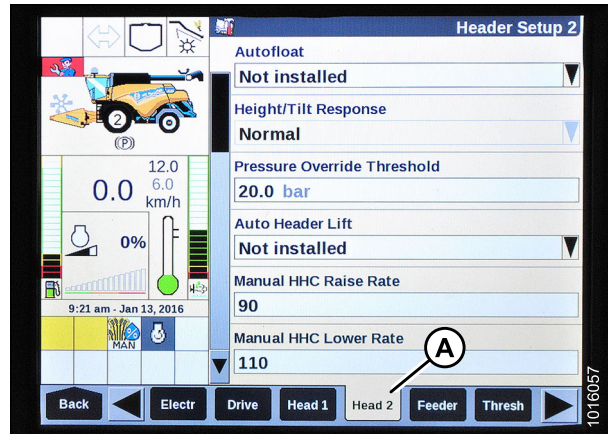 Header Setup 2
Autofloat
Not installed
Height/Tilt Response
Normal
Pressure Override Threshold
20.0 bar
Auto Header Lift
Not installed
Manual HHC Raise Rate
90
Manual HHC Lower Rate
110
2
(P)
12.0
0.0 6.0
km/h
0%
9:21 am - Jan 13, 2016
MAN
A
Back Electr Drive Head 1 Head 2 Feeder Thresh
1016057